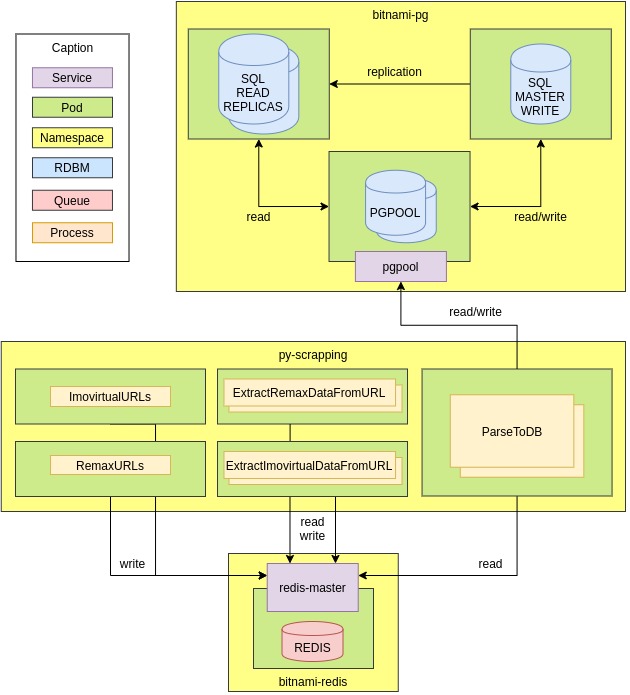 bitnami-pg
Caption
Service
Pod
Namespace
RDBM
Queue
Process
SQL
READ
REPLICAS
replication
SQL
MASTER
WRITE
read
PGPOOL
read/write
pgpool
read/write
py-scrapping
ImovirtualURLs
ExtractRemaxDataFromURL
ParseToDB
RemaxURLs
ExtractImovirtualDataFromURL
read
write
write
read
redis-master
REDIS
bitnami-redis